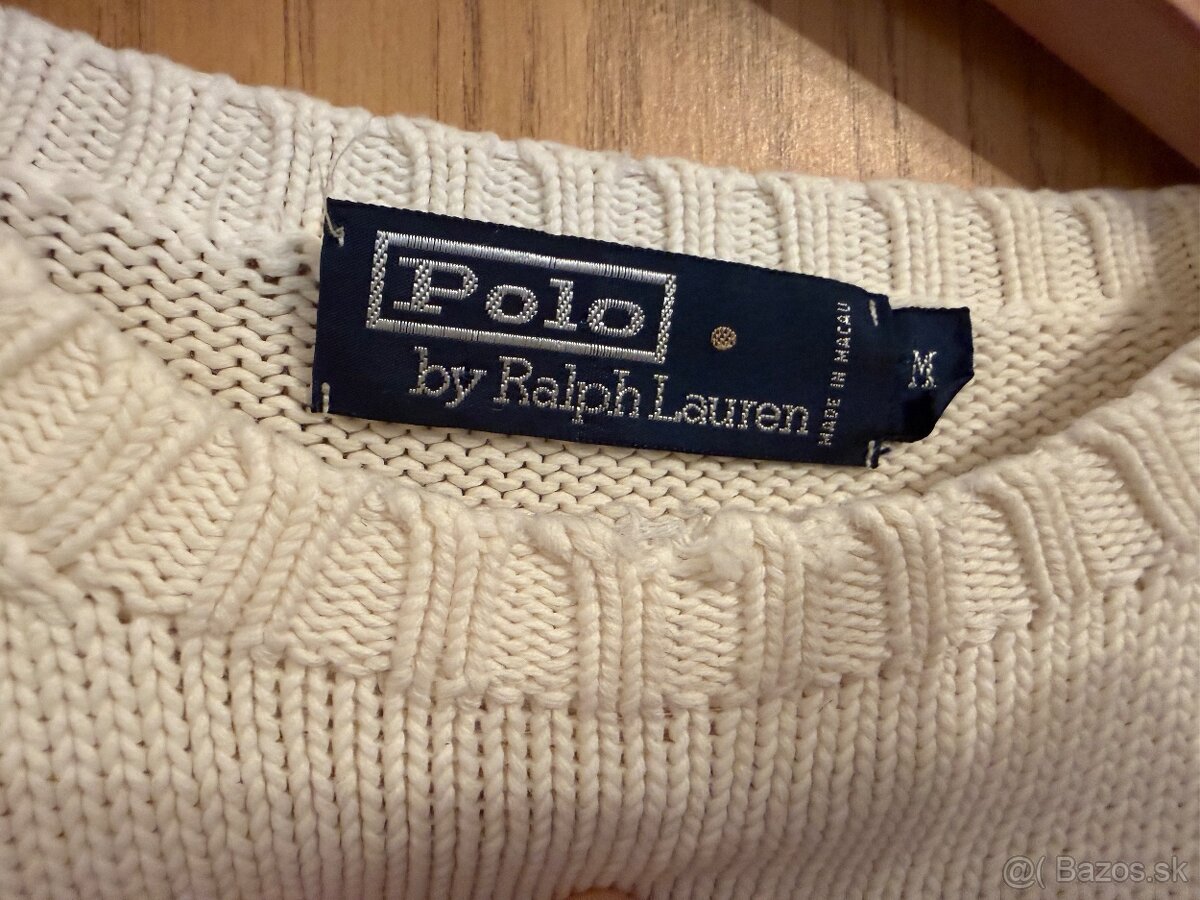 Polo
by Ralph Lauren
MADE IN MACAU
M
@( Bazos.sk